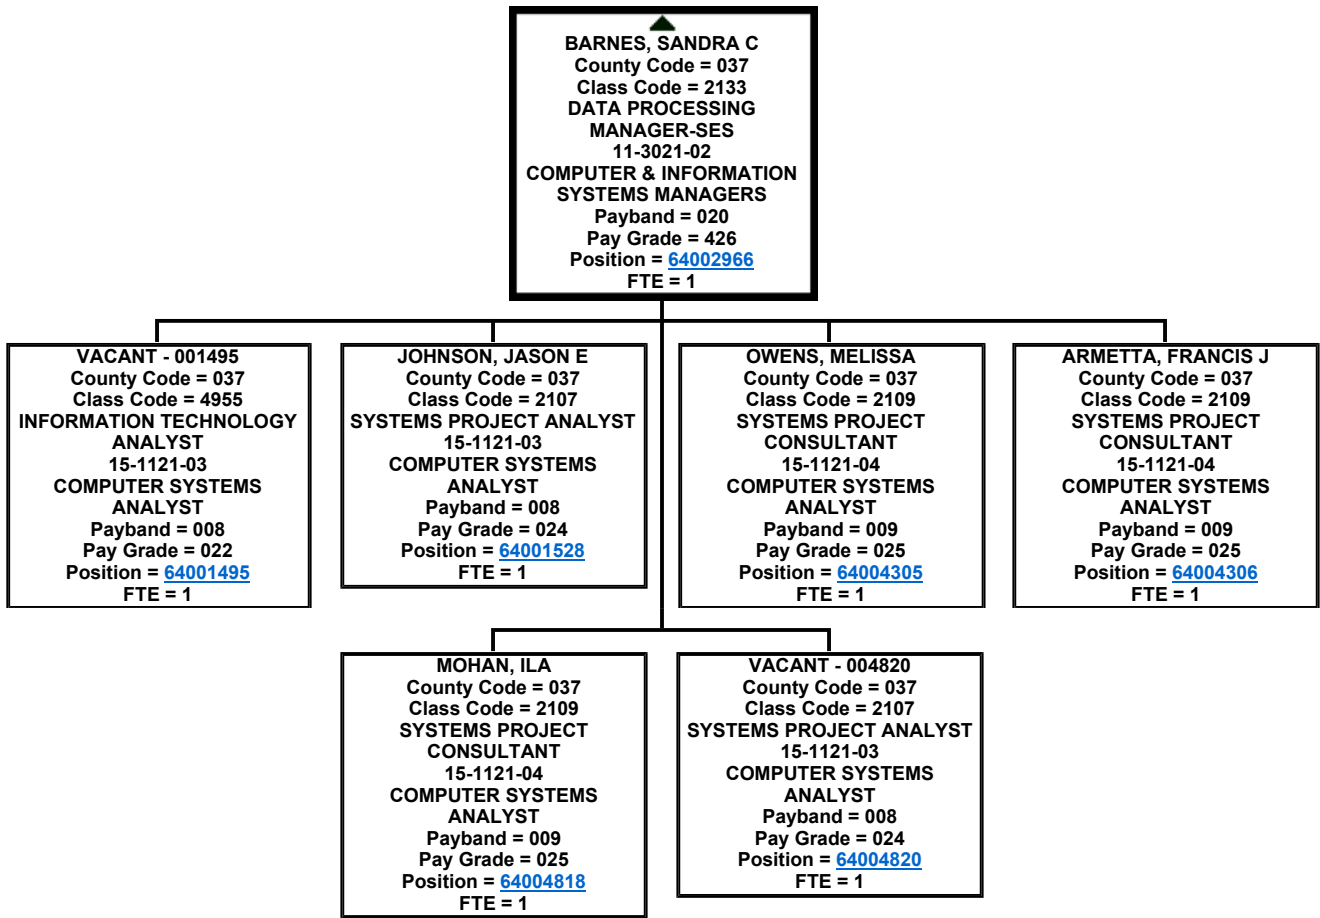 BARNES, SANDRA C
County Code = 037
Class Code = 2133
DATA PROCESSING
MANAGER-SES
11-3021-02
COMPUTER & INFORMATION
SYSTEMS MANAGERS
Payband = 020
Pay Grade = 426
Position = 64002966
FTE = 1
VACANT - 001495
County Code = 037
Class Code = 4955
INFORMATION TECHNOLOGY
ANALYST
15-1121-03
COMPUTER SYSTEMS
ANALYST
Payband = 008
Pay Grade = 022
Position = 64001495
FTE = 1
JOHNSON, JASON E
County Code = 037
Class Code = 2107
SYSTEMS PROJECT ANALYST
15-1121-03
COMPUTER SYSTEMS
ANALYST
Payband = 008
Pay Grade = 024
Position = 64001528
FTE = 1
OWENS, MELISSA
County Code = 037
Class Code = 2109
SYSTEMS PROJECT
CONSULTANT
15-1121-04
COMPUTER SYSTEMS
ANALYST
Payband = 009
Pay Grade = 025
Position = 64004305
FTE = 1
ARMETTA, FRANCIS J
County Code = 037
Class Code = 2109
SYSTEMS PROJECT
CONSULTANT
15-1121-04
COMPUTER SYSTEMS
ANALYST
Payband = 009
Pay Grade = 025
Position = 64004306
FTE = 1
MOHAN, ILA
County Code = 037
Class Code = 2109
SYSTEMS PROJECT
CONSULTANT
15-1121-04
COMPUTER SYSTEMS
ANALYST
Payband = 009
Pay Grade = 025
Position = 64004818
FTE = 1
VACANT - 004820
County Code = 037
Class Code = 2107
SYSTEMS PROJECT ANALYST
15-1121-03
COMPUTER SYSTEMS
ANALYST
Payband = 008
Pay Grade = 024
Position = 64004820
FTE = 1